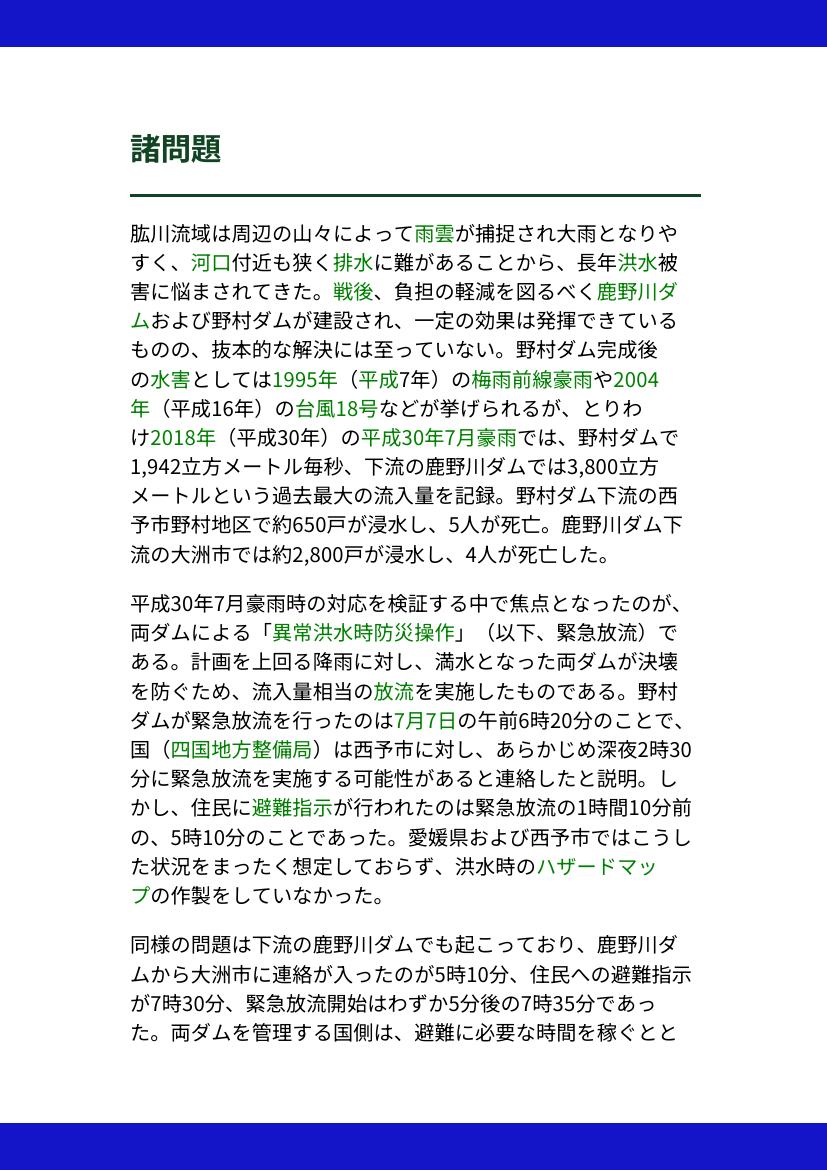 諸問題
肱川流域は周辺の山々によって雨雲が捕捉され大雨となりや
すく、河口付近も狭く排水に難があることから、長年洪水被
害に悩まされてきた。戦後、負担の軽減を図るべく鹿野川ダ
ムおよび野村ダムが建設され、一定の効果は発揮できている
ものの、抜本的な解決には至っていない。野村ダム完成後
の水害としては1995年（平成7年）の梅雨前線豪雨や2004
年（平成16年）の台風18号などが挙げられるが、とりわ
け2018年（平成30年）の平成30年7月豪雨では、野村ダムで
1,942立方メートル毎秒、下流の鹿野川ダムでは3,800立方
メートルという過去最大の流入量を記録。野村ダム下流の西
予市野村地区で約650戸が浸水し、5人が死亡。鹿野川ダム下
流の大洲市では約2,800戸が浸水し、4人が死亡した。
平成30年7月豪雨時の対応を検証する中で焦点となったのが、
両ダムによる「異常洪水時防災操作」（以下、緊急放流）で
ある。計画を上回る降雨に対し、満水となった両ダムが決壊
を防ぐため、流入量相当の放流を実施したものである。野村
ダムが緊急放流を行ったのは7月7日の午前6時20分のことで、
国（四国地方整備局）は西予市に対し、あらかじめ深夜2時30
分に緊急放流を実施する可能性があると連絡したと説明。し
かし、住民に避難指示が行われたのは緊急放流の1時間10分前
の、5時10分のことであった。愛媛県および西予市ではこうし
た状況をまったく想定しておらず、洪水時のハザードマッ
プの作製をしていなかった。
同様の問題は下流の鹿野川ダムでも起こっており、鹿野川ダ
ムから大洲市に連絡が入ったのが5時10分、住民への避難指示
が7時30分、緊急放流開始はわずか5分後の7時35分であっ
た。両ダムを管理する国側は、避難に必要な時間を稼ぐとと